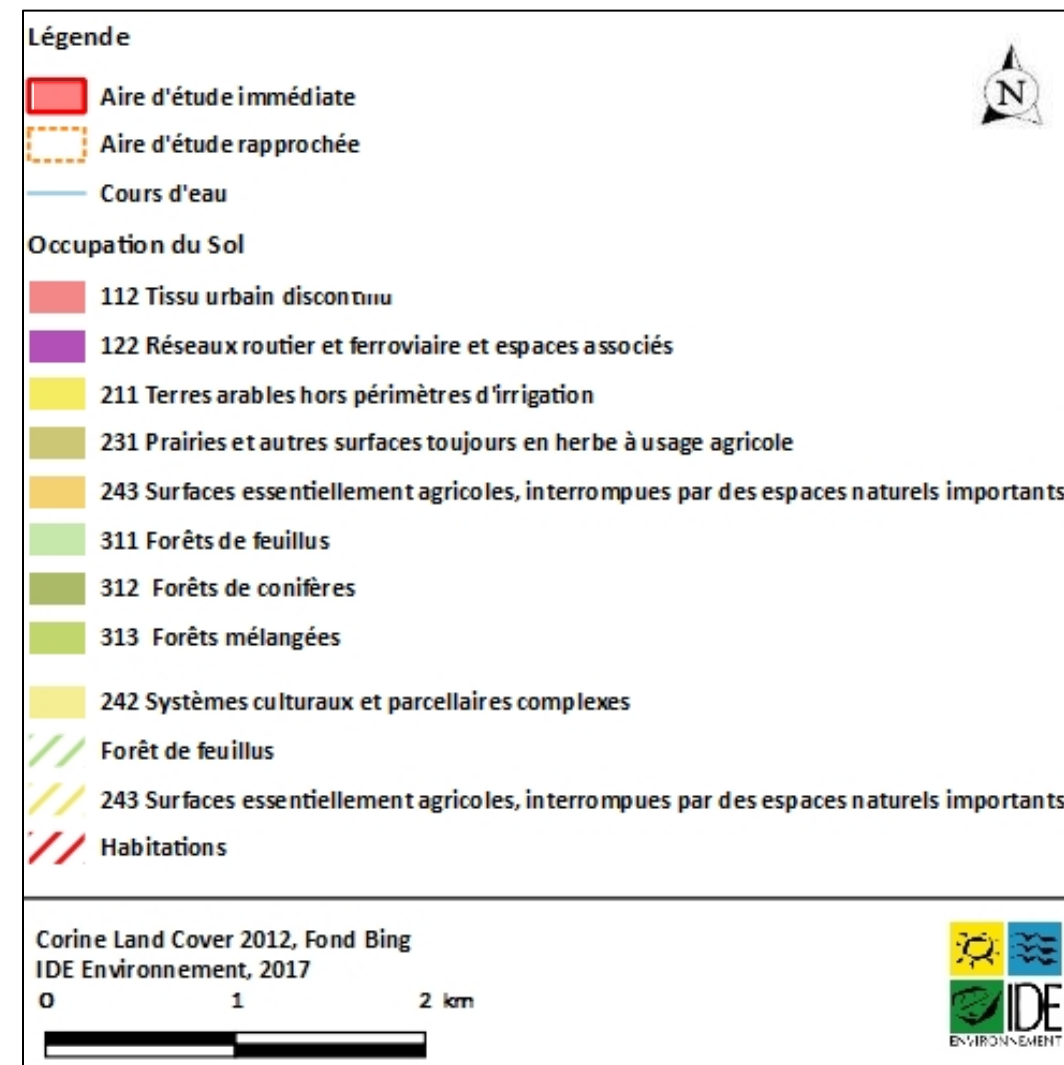 Légende
N
Aire d'étude immédiate
Aire d'étude rapprochée
Cours d'eau
Occupation du Sol
112 Tissu urbain discontinu
122 Réseaux routier et ferroviaire et espaces associés
211 Terres arables hors périmètres d'irrigation
231 Prairies et autres surfaces toujours en herbe à usage agricole
243 Surfaces essentiellement agricoles, interrompues par des espaces naturels importants
311 Forêts de feuillus
312 Forêts de conifères
313 Forêts mélangées
242 Systèmes culturaux et parcellaires complexes
Forêt de feuillus
243 Surfaces essentiellement agricoles, interrompues par des espaces naturels importants
Habitations
Corine Land Cover 2012, Fond Bing
IDE Environnement, 2017
0 1 2 km
IDE
ENVIRONNEMENT